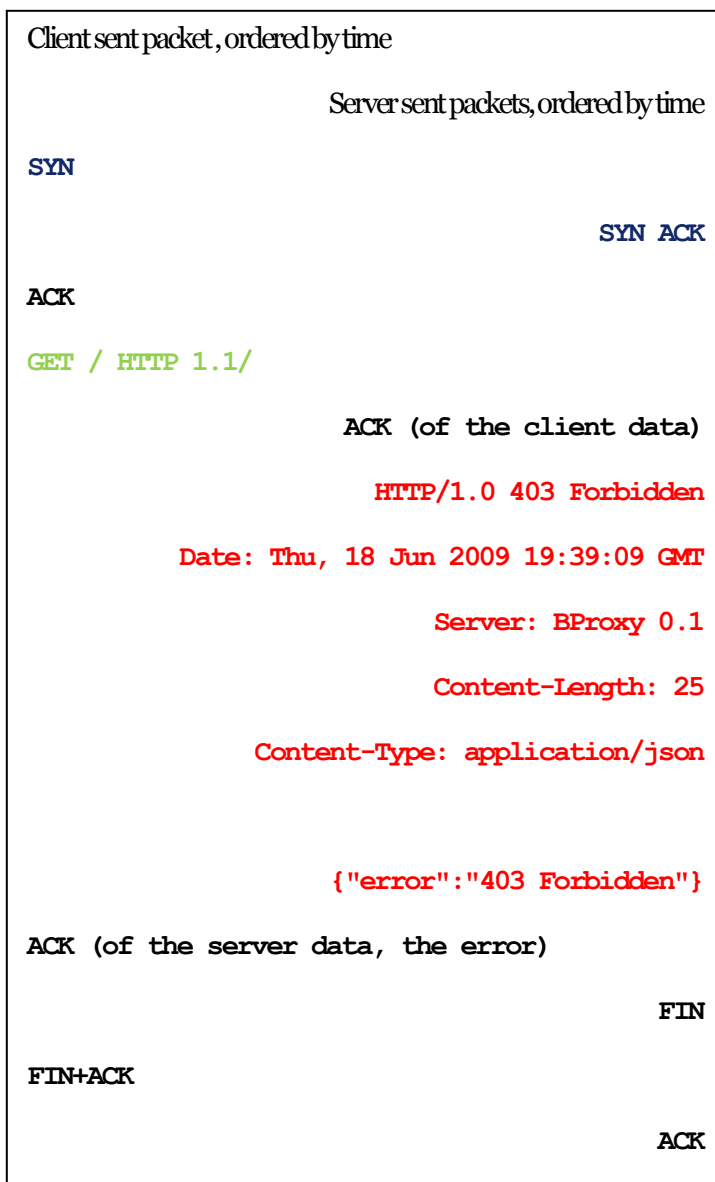 Client sent packet, ordered by time
Server sent packets, ordered by time
SYN
SYN ACK
ACK
GET / HTTP 1.1/
ACK (of the client data)
HTTP/1.0 403 Forbidden
Date: Thu, 18 Jun 2009 19:39:09 GMT
Server: BProxy 0.1
Content-Length: 25
Content-Type: application/json
{"error":"403 Forbidden"}
ACK (of the server data, the error)
FIN
FIN+ACK
ACK